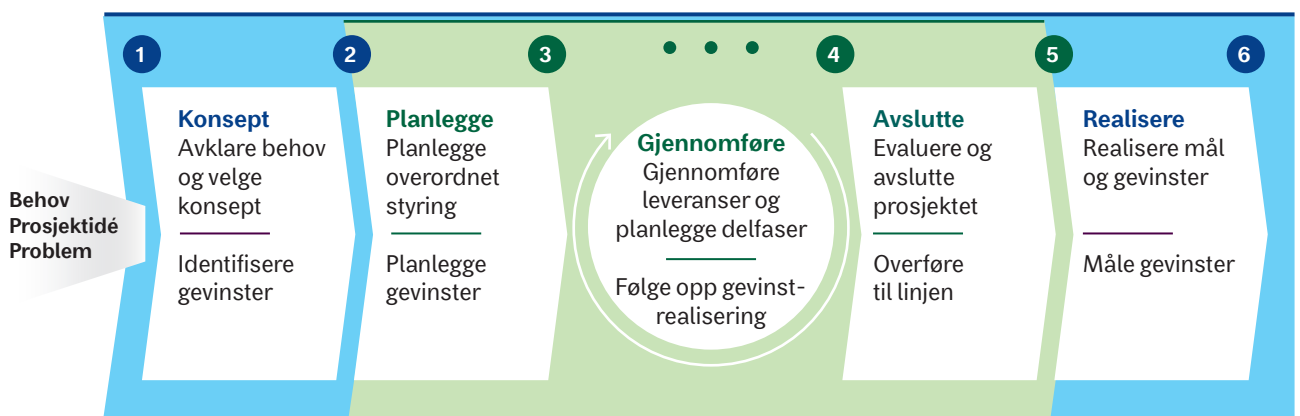 1
2
3
4
5
6
Behov
Prosjektidé
Problem
Konsept
Avklare behov
og velge
konsept
Identifisere
gevinster
Planlegge
Planlegge
overordnet
styring
Planlegge
gevinster
Gjennomføre
Gjennomføre
leveranser og
planlegge delfaser
Følge opp gevinst-
realisering
Avslutte
Evaluere og
avslutte
prosjektet
Overføre
til linjen
Realisere
Realisere mål
og gevinster
Måle gevinster